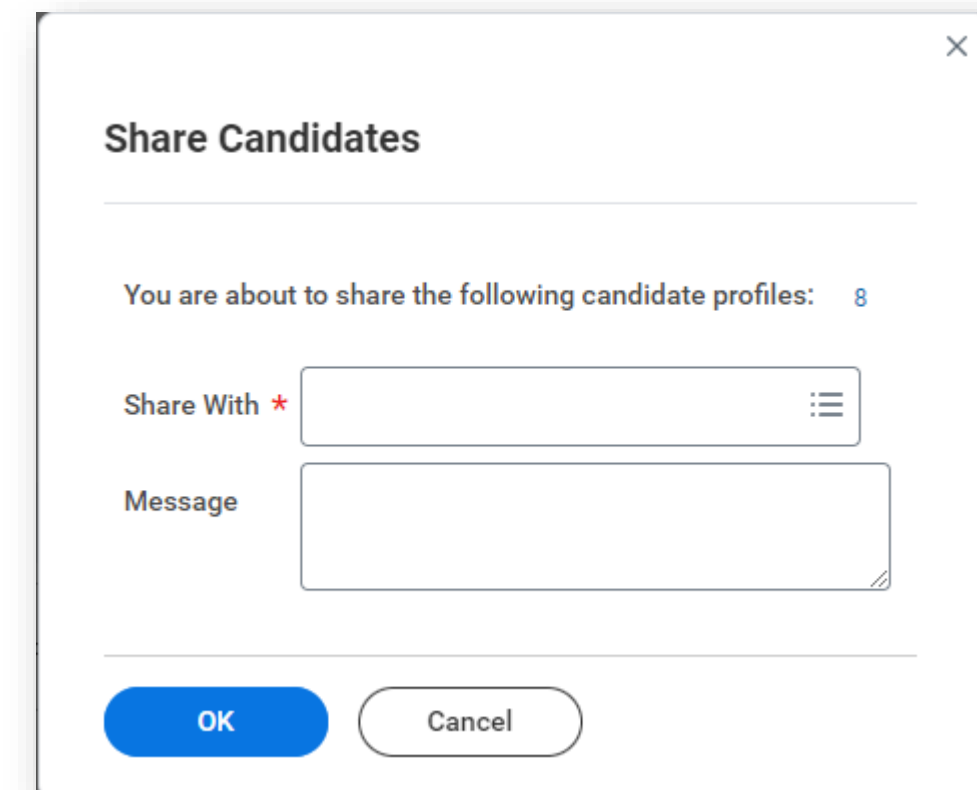 Share Candidates
You are about to share the following candidate profiles: 8
Share With *
Message
OK Cancel